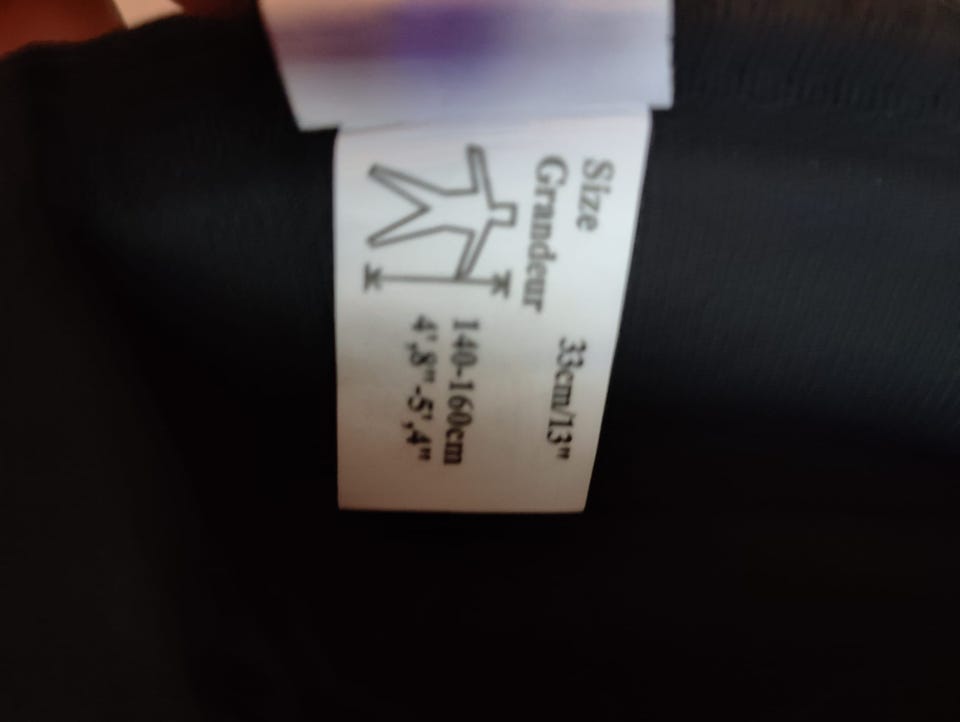 Size
Grandeur
33cm/13"
140-160cm
4',8"-5',4"